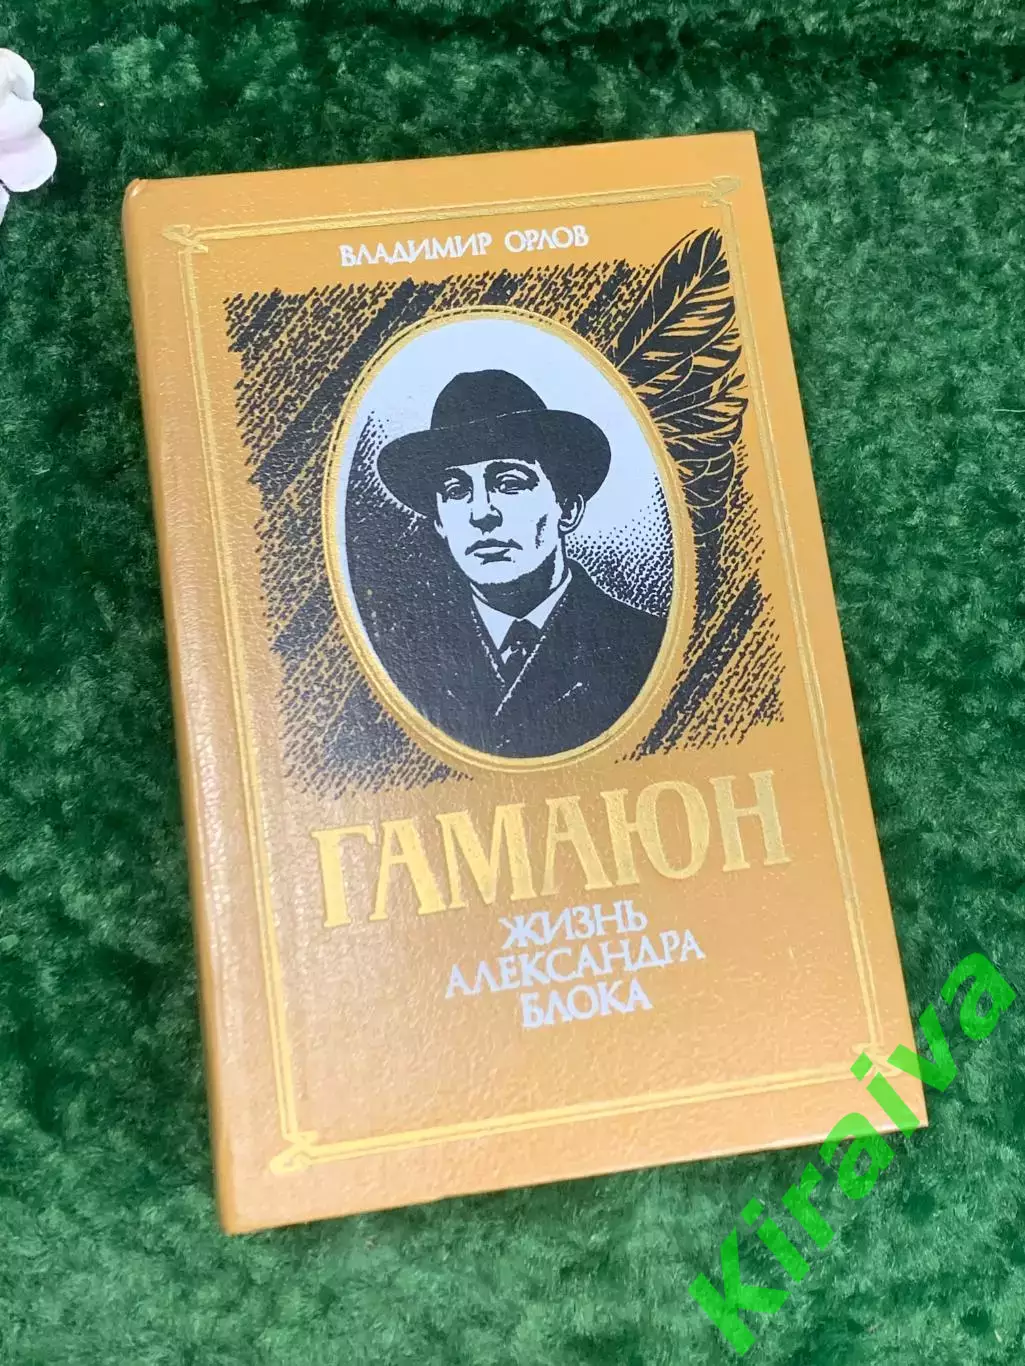 ВЛАДИМИР ОРЛОВ
ГАМАЮН
ЖИЗНЬ
АЛЕКСАНДРА
БЛОКА
Kiraiva